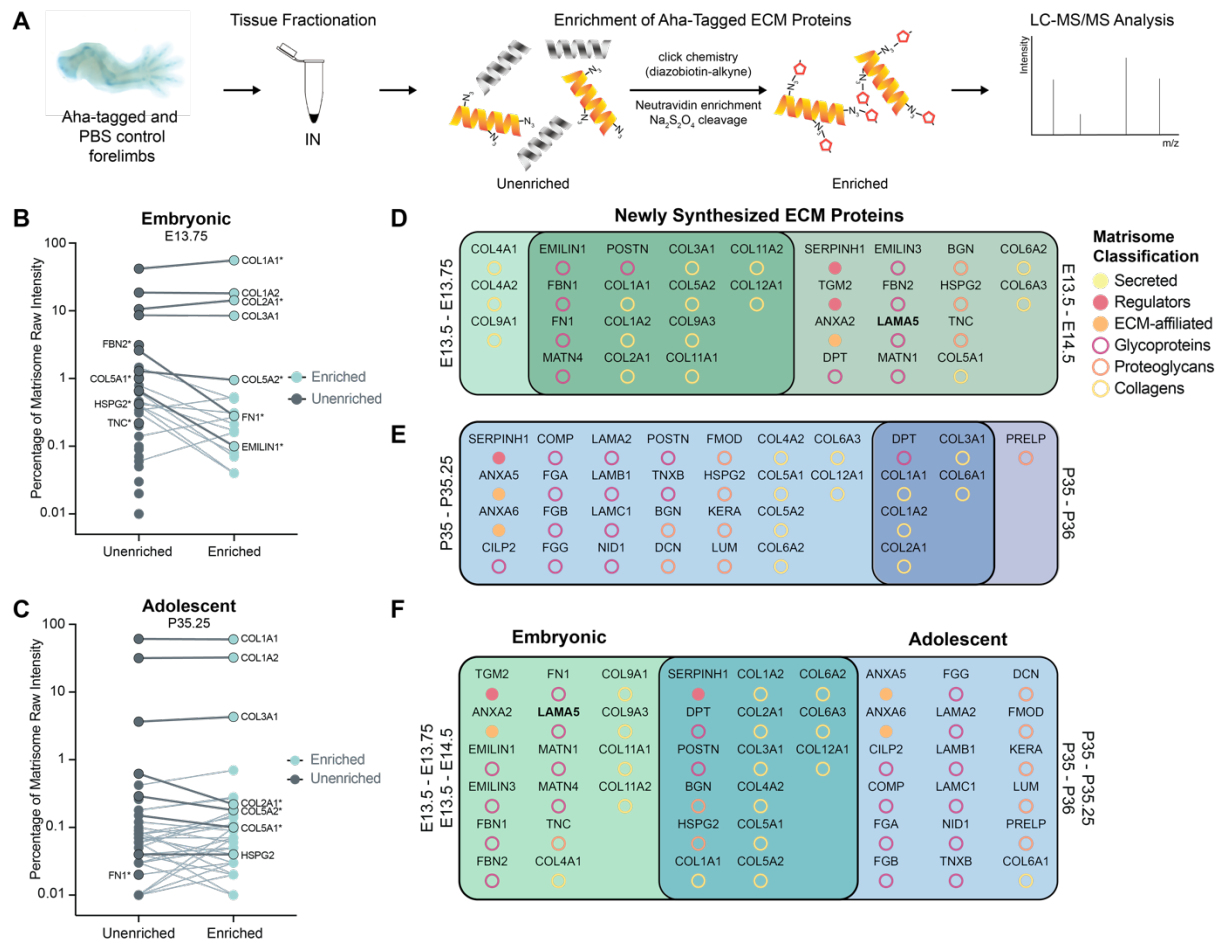 A
Tissue Fractionation
Enrichment of Aha-Tagged ECM Proteins
LC-MS/MS Analysis
Aha-tagged and
PBS control
forelimbs
IN
N3
N3
N3
N3
click chemistry
(diazobiotin-alkyne)
Neutravidin enrichment
Na2S2O4 cleavage
N3
N3
N3
N3
Unenriched
Enriched
Intensity
m/z
B
Embryonic
E13.75
Percentage of Matrisome Raw Intensity
100
10
1
0.1
0.01
COL1A1*
COL1A2
COL2A1*
COL3A1
FBN2*
COL5A1*
COL5A2*
HSPG2*
FN1*
TNC*
EMILIN1*
Enriched
Unenriched
Unenriched
Enriched
C
Adolescent
P35.25
Percentage of Matrisome Raw Intensity
100
10
1
0.1
0.01
COL1A1
COL1A2
COL3A1
COL2A1*
COL5A2*
COL5A1*
HSPG2
FN1*
Enriched
Unenriched
Unenriched
Enriched
D
Newly Synthesized ECM Proteins
E13.5 - E13.75
COL4A1
COL4A2
COL9A1
EMILIN1 POSTN COL3A1 COL11A2
FBN1 COL1A1 COL5A2 COL12A1
FN1 COL1A2 COL9A3
MATN4 COL2A1 COL11A1
SERPINH1 EMILIN3 BGN COL6A2
TGM2 FBN2 HSPG2 COL6A3
ANXA2 LAMA5 TNC
DPT MATN1 COL5A1
E13.5 - E14.5
Matrisome
Classification
Secreted
Regulators
ECM-affiliated
Glycoproteins
Proteoglycans
Collagens
E
P35 - P35.25
SERPINH1 COMP LAMA2 POSTN FMOD COL4A2 COL6A3
ANXA5 FGA LAMB1 TNXB HSPG2 COL5A1 COL12A1
ANXA6 FGB LAMC1 BGN KERA COL5A2
CILP2 FGG NID1 DCN LUM COL6A2
DPT COL3A1
COL1A1 COL6A1
COL1A2
COL2A1
PRELP
P35 - P36
F
Embryonic
Adolescent
E13.5 - E13.75
E13.5 - E14.5
TGM2 FN1 COL9A1
ANXA2 LAMA5 COL9A3
EMILIN1 MATN1 COL11A1
EMILIN3 MATN4 COL11A2
FBN1 TNC
FBN2 COL4A1
SERPINH1 COL1A2 COL6A2
DPT COL2A1 COL6A3
POSTN COL3A1 COL12A1
BGN COL4A2
HSPG2 COL5A1
COL1A1 COL5A2
ANXA5 FGG DCN
ANXA6 LAMA2 FMOD
CILP2 LAMB1 KERA
COMP LAMC1 LUM
FGA NID1 PRELP
FGB TNXB COL6A1
P35 - P35.25
P35 - P36